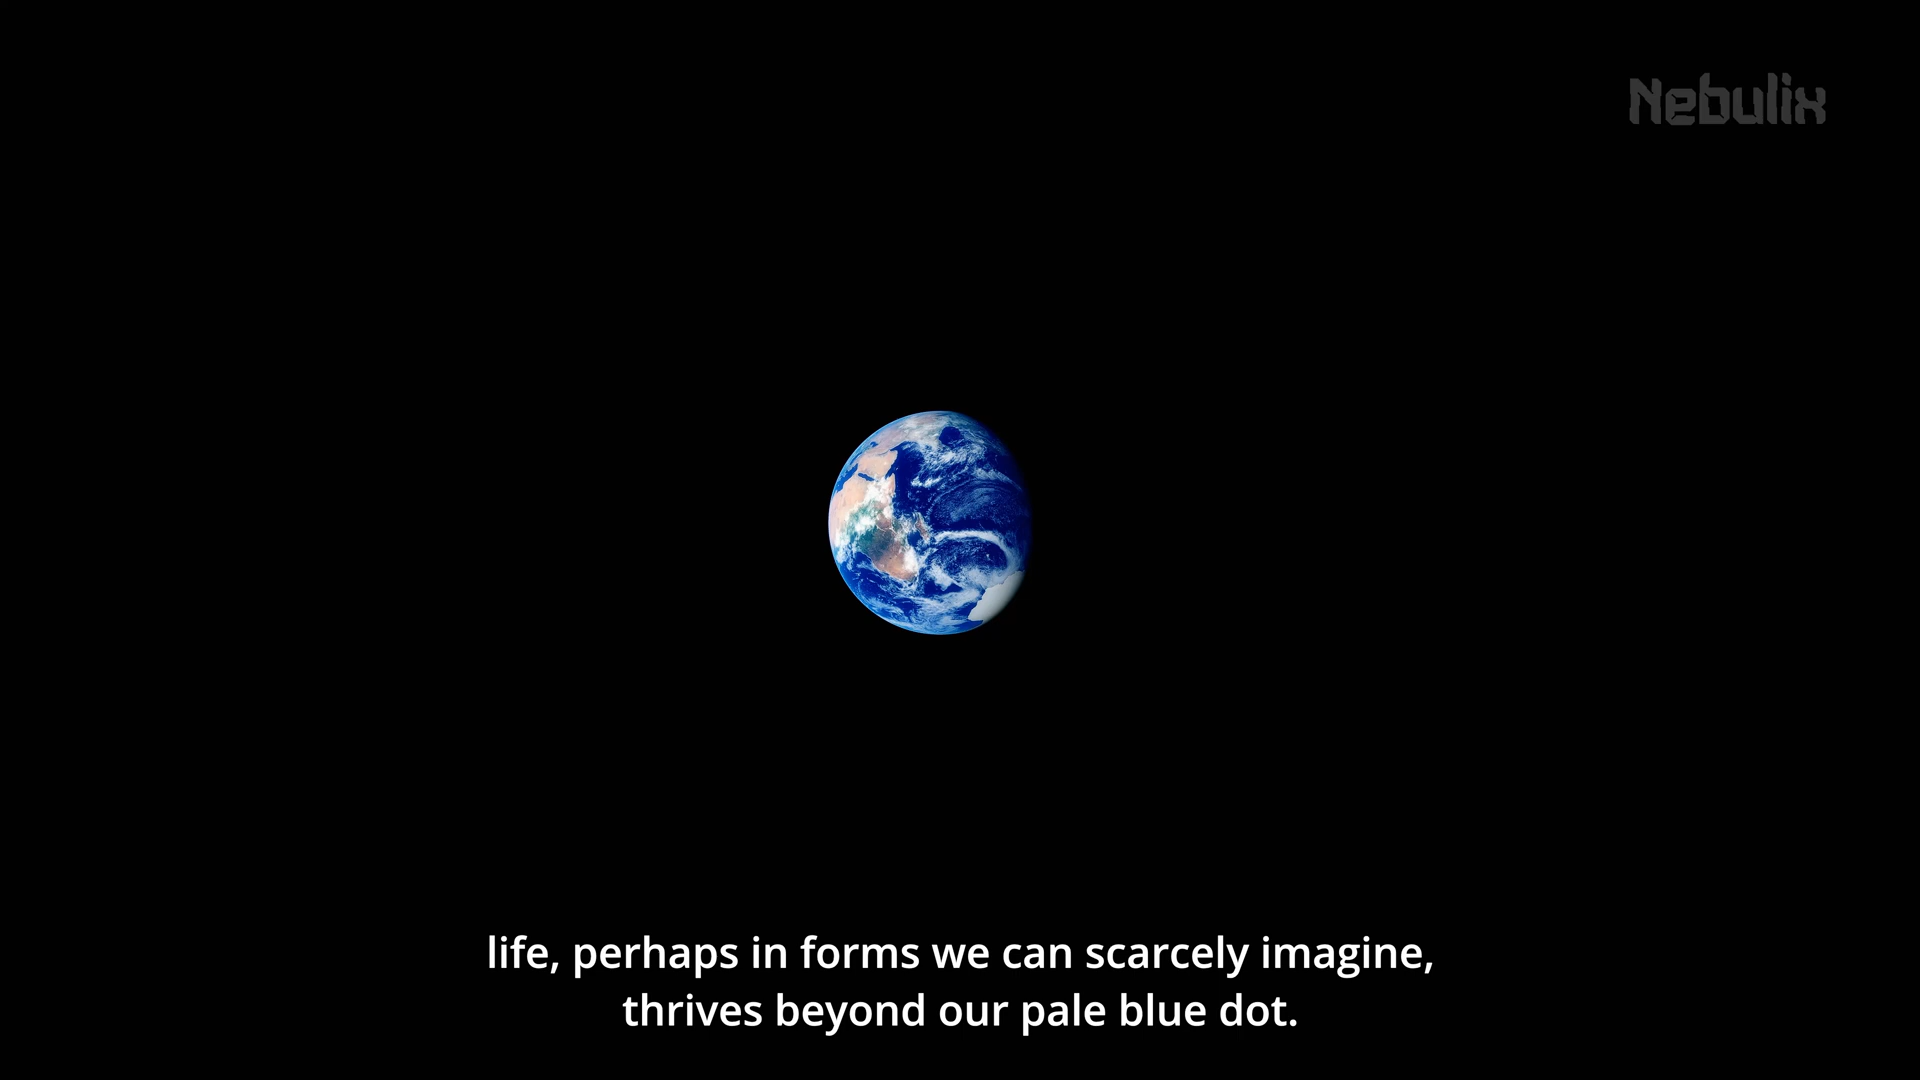 Nebulix
life, perhaps in forms we can scarcely imagine,
thrives beyond our pale blue dot.